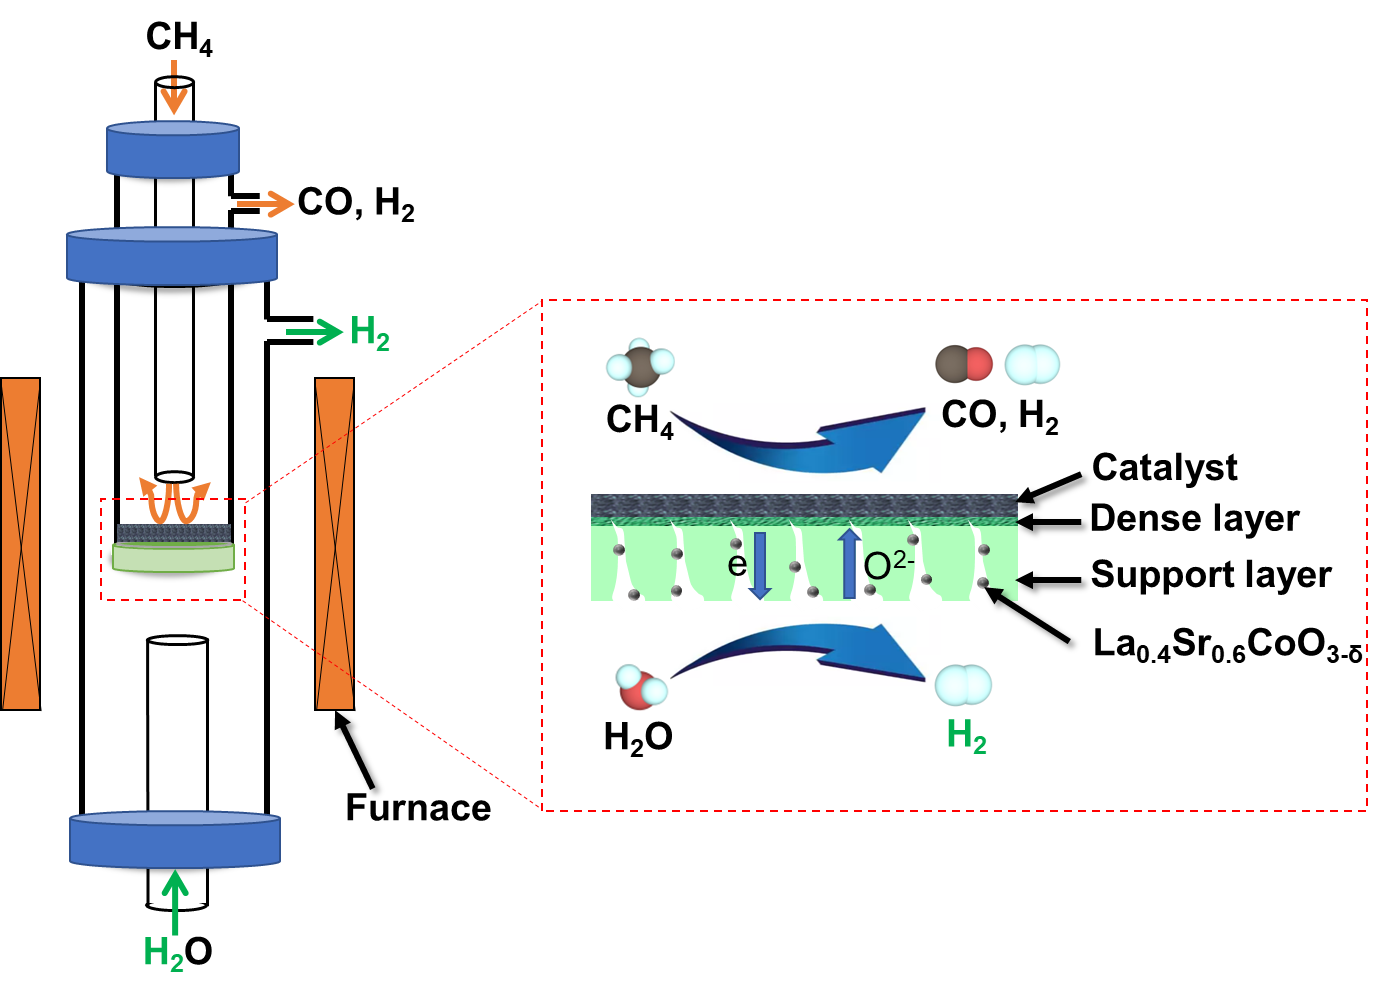 CH₄
CO, H₂
H₂
CH₄
CO, H₂
Catalyst
Dense layer
e
O²⁻
Support layer
La₀.₄Sr₀.₆CoO₃₋δ
H₂O
H₂
Furnace
H₂O